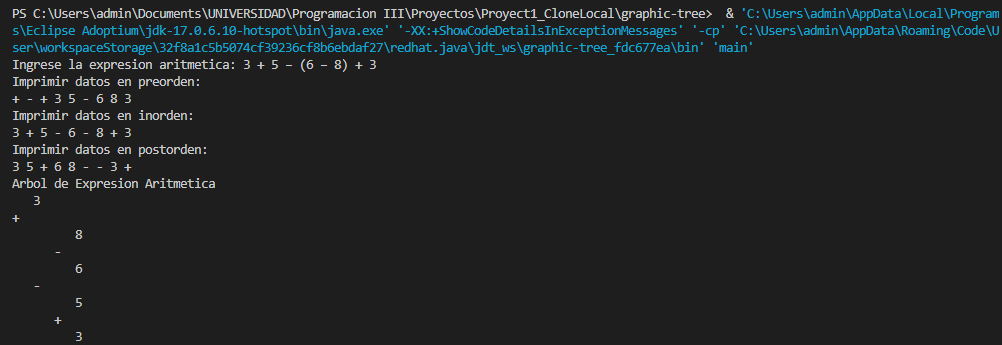 PS C:\Users\admin\Documents\UNIVERSIDAD\Programacion III\Proyectos\Proyect1_CloneLocal\graphic-tree>  & 'C:\Users\admin\AppData\Local\Program
s\Eclipse Adoptium\jdk-17.0.6.10-hotspot\bin\java.exe' '-XX:+ShowCodeDetailsInExceptionMessages' '-cp' 'C:\Users\admin\AppData\Roaming\Code\U
ser\workspaceStorage\32f8a1c5b5074cf39236cf8b6ebdaf27\redhat.java\jdt_ws\graphic-tree_fdc677ea\bin' 'main'
Ingrese la expresion aritmetica: 3 + 5 - (6 - 8) + 3
Imprimir datos en preorden:
+ - + 3 5 - 6 8 3
Imprimir datos en inorden:
3 + 5 - 6 - 8 + 3
Imprimir datos en postorden:
3 5 + 6 8 - - 3 +
Arbol de Expresion Aritmetica
   3
+
         8
      -
         6
   -
         5
      +
         3